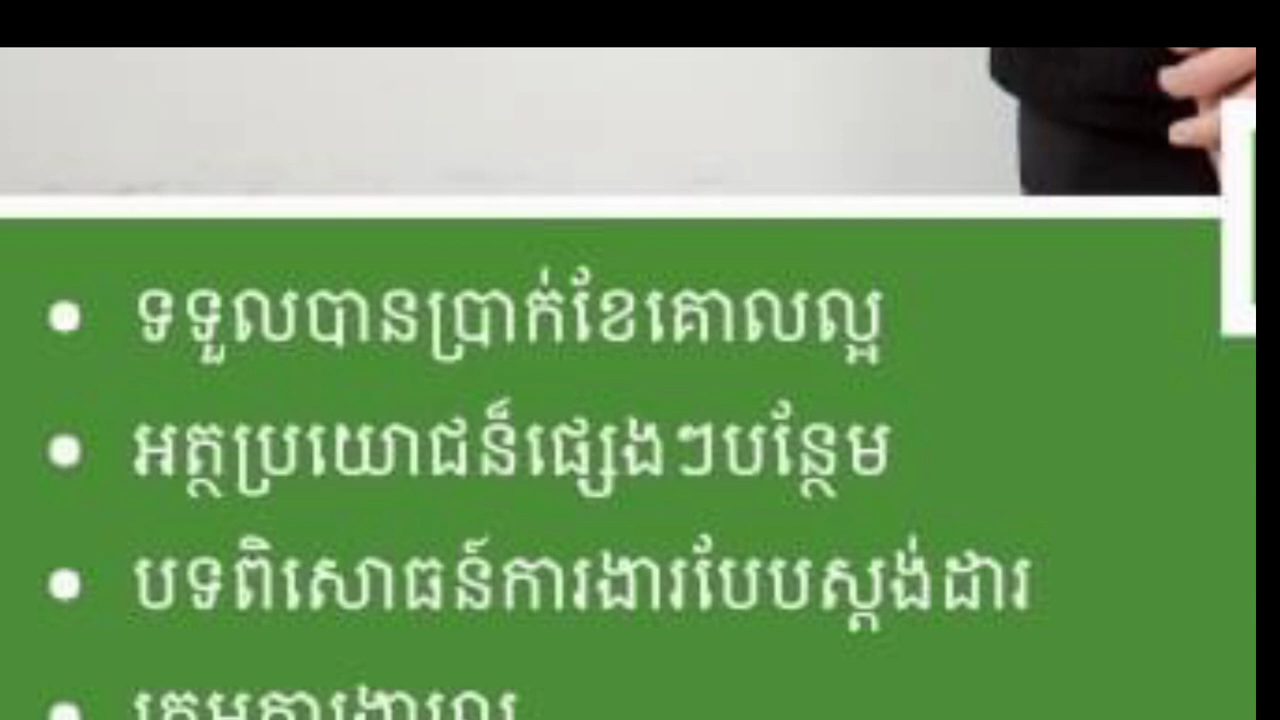 ទទួលបានប្រាក់ខែគោលល្អ
អត្ថប្រយោជន៏ផ្សេងៗបន្ថែម
បទពិសោធន៍ការងារបែបស្តង់ដារ